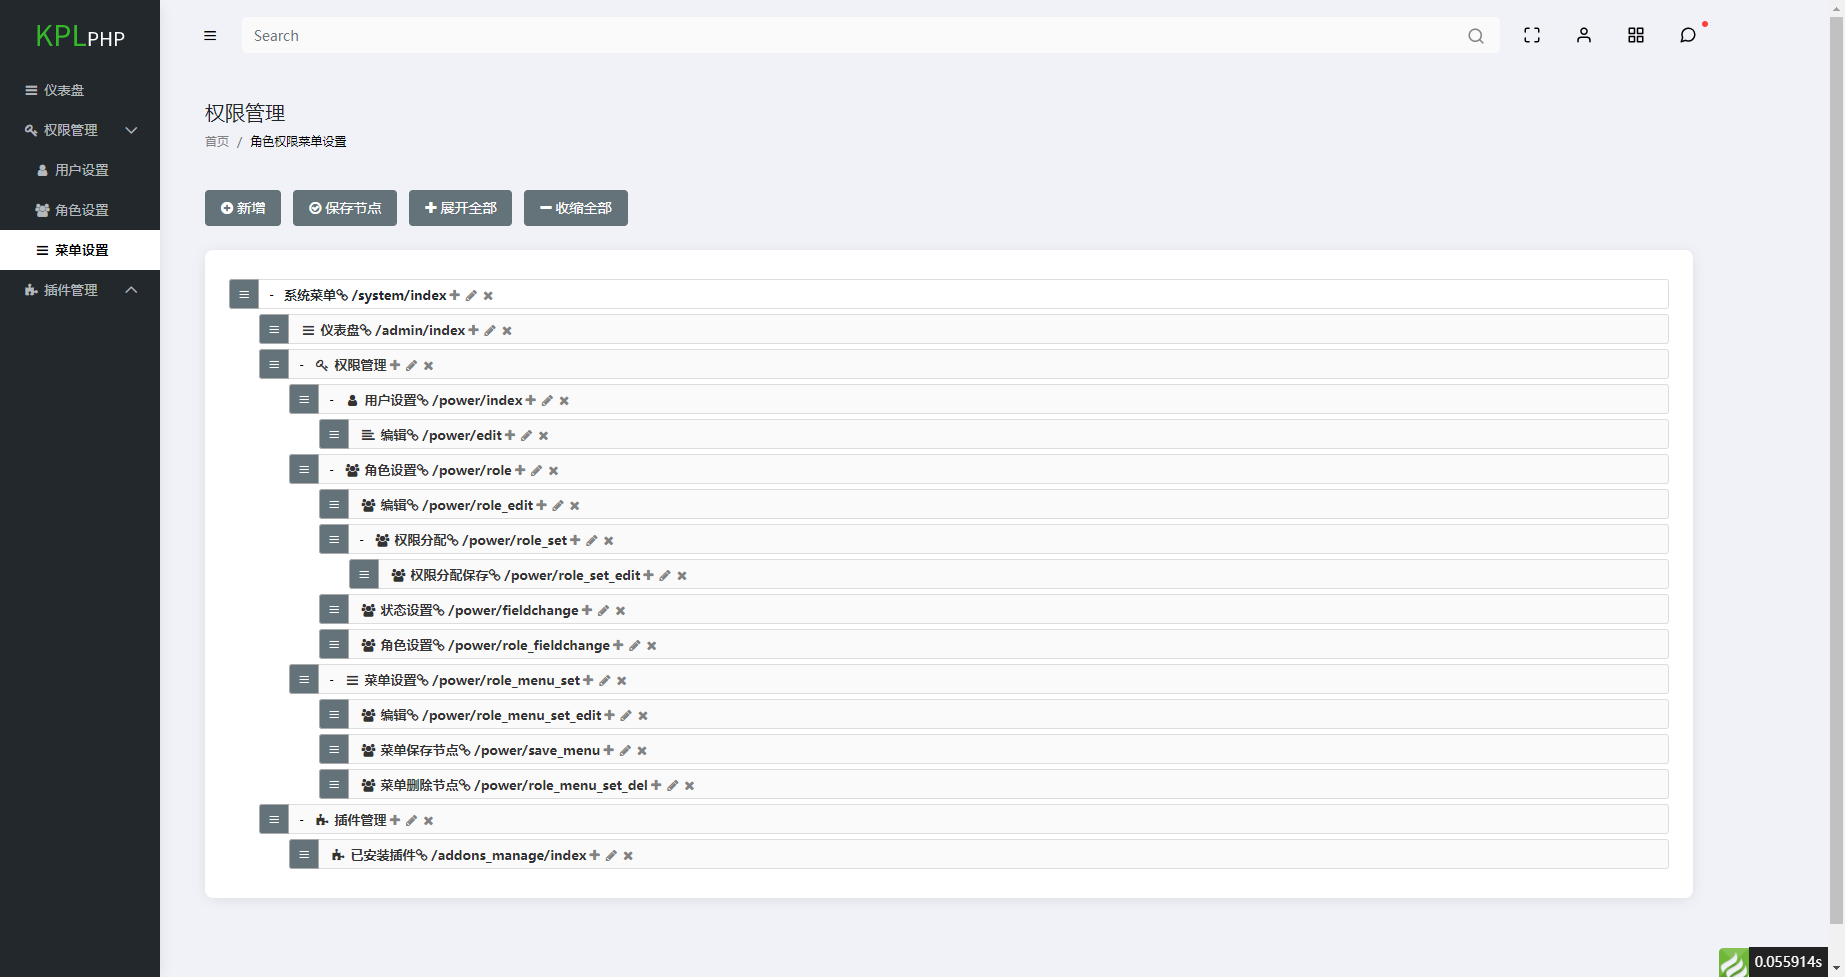 KPLPHP
Search
仪表盘
权限管理
用户设置
角色设置
菜单设置
插件管理
权限管理
首页 / 角色权限菜单设置
新增 保存节点 展开全部 收缩全部
- 系统菜单 /system/index
仪表盘 /admin/index
- 权限管理
- 用户设置 /power/index
编辑 /power/edit
- 角色设置 /power/role
编辑 /power/role_edit
- 权限分配 /power/role_set
权限分配保存 /power/role_set_edit
状态设置 /power/fieldchange
角色设置 /power/role_fieldchange
- 菜单设置 /power/role_menu_set
编辑 /power/role_menu_set_edit
菜单保存节点 /power/save_menu
菜单删除节点 /power/role_menu_set_del
- 插件管理
已安装插件 /addons_manage/index
0.055914s